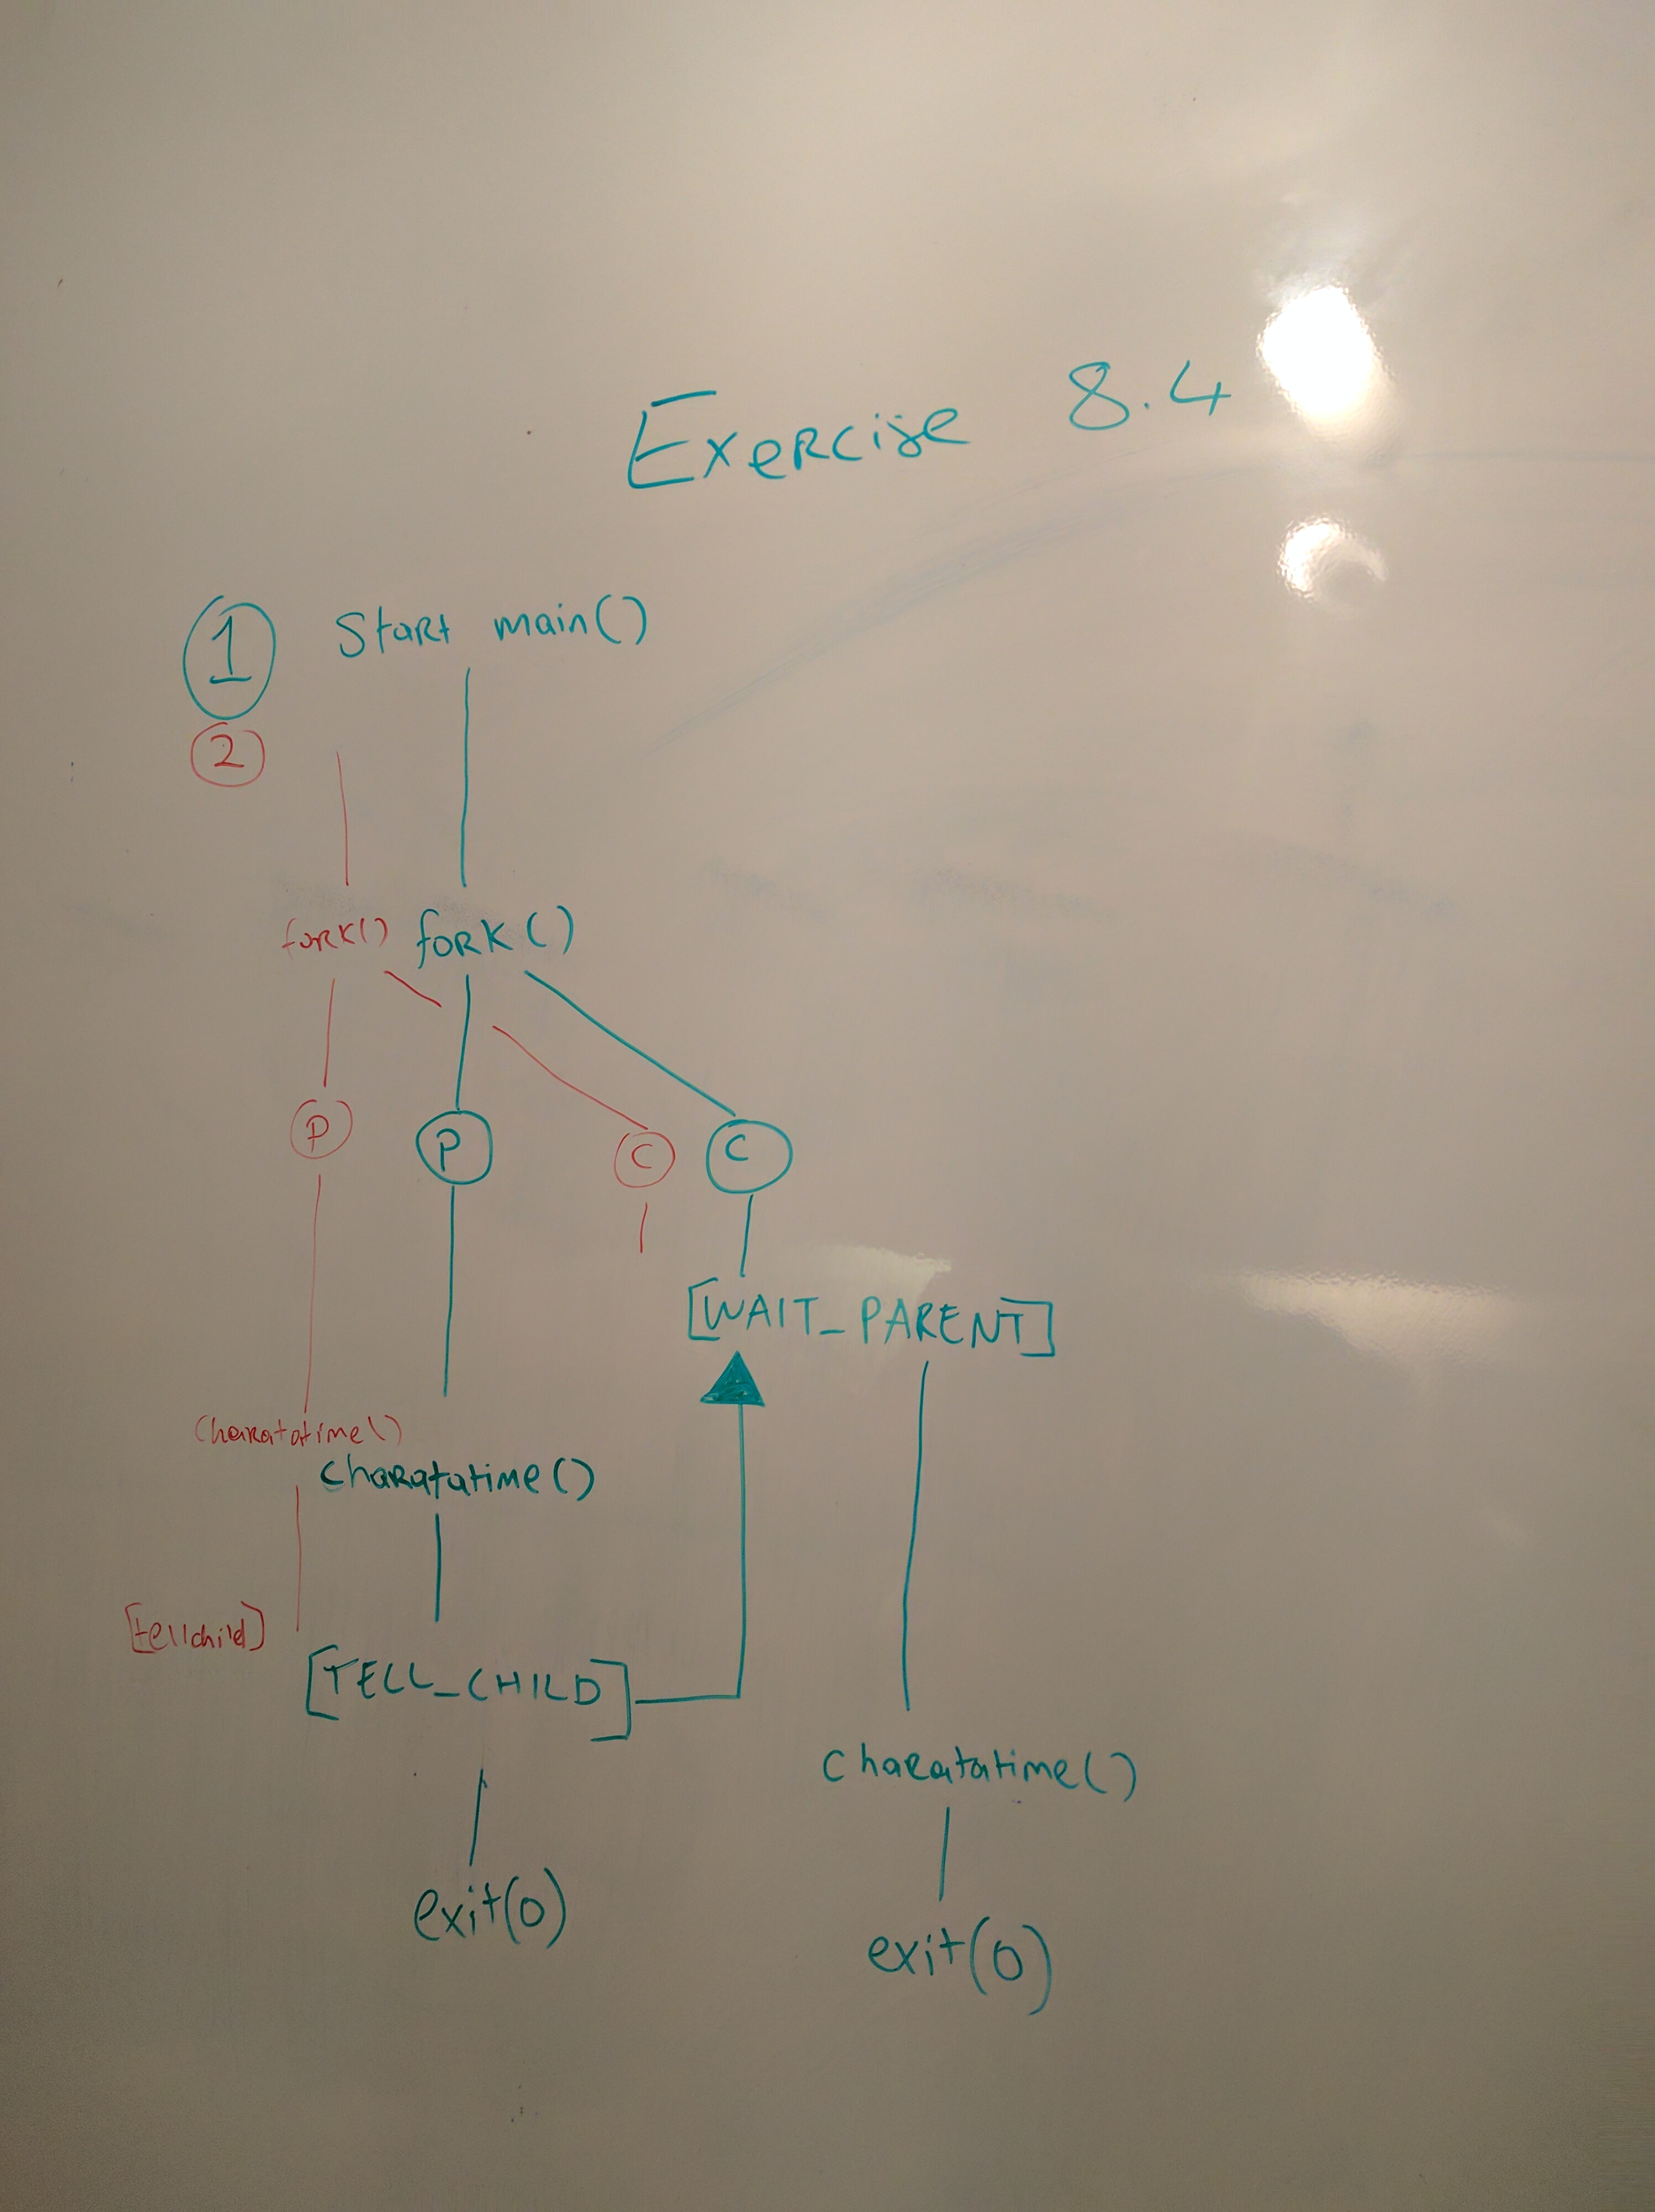 Exercise 8.4
1 Start main()
2
fork() fork()
P P C C
[WAIT_PARENT]
charatatime()
charatatime()
[tellchild]
[TELL_CHILD]
charatatime()
exit(0)
exit(0)